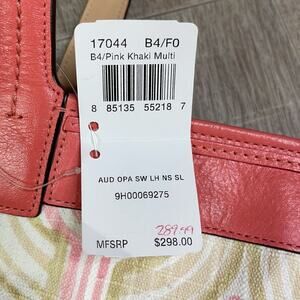 17044 B4/F0
B4/Pink Khaki Multi
8 85135 55218 7
AUD OPA SW LH NS SL
9H00069275
289.99
MFSRP $298.00